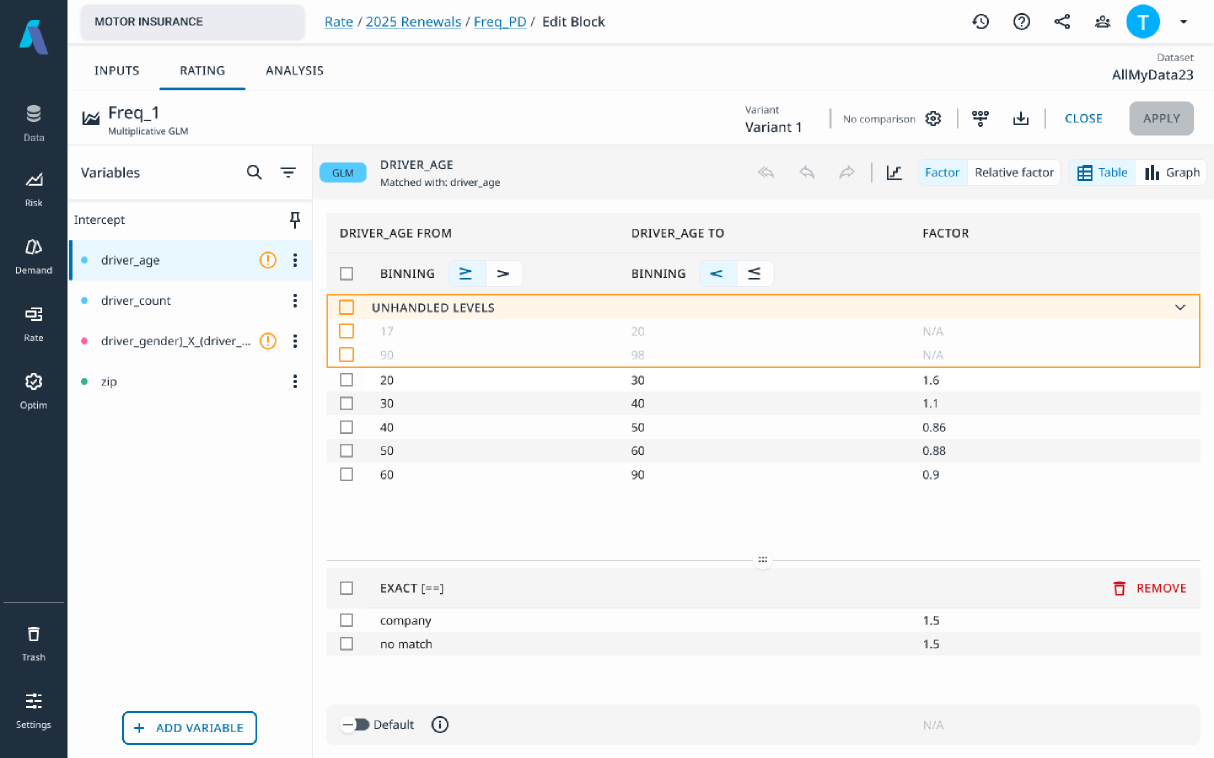 MOTOR INSURANCE
Rate / 2025 Renewals / Freq_PD / Edit Block
T
INPUTS RATING ANALYSIS
Dataset
AllMyData23
Freq_1
Multiplicative GLM
Variant
Variant 1
No comparison
CLOSE
APPLY
Data
Risk
Demand
Rate
Optim
Trash
Settings
Variables
Intercept
driver_age
driver_count
driver_gender)_X_(driver_...
zip
+ ADD VARIABLE
GLM
DRIVER_AGE
Matched with: driver_age
Factor Relative factor Table Graph
DRIVER_AGE FROM DRIVER_AGE TO FACTOR
BINNING ≥ > BINNING < ≤
UNHANDLED LEVELS
17 20 N/A
90 98 N/A
20 30 1.6
30 40 1.1
40 50 0.86
50 60 0.88
60 90 0.9
EXACT [==] REMOVE
company 1.5
no match 1.5
Default N/A